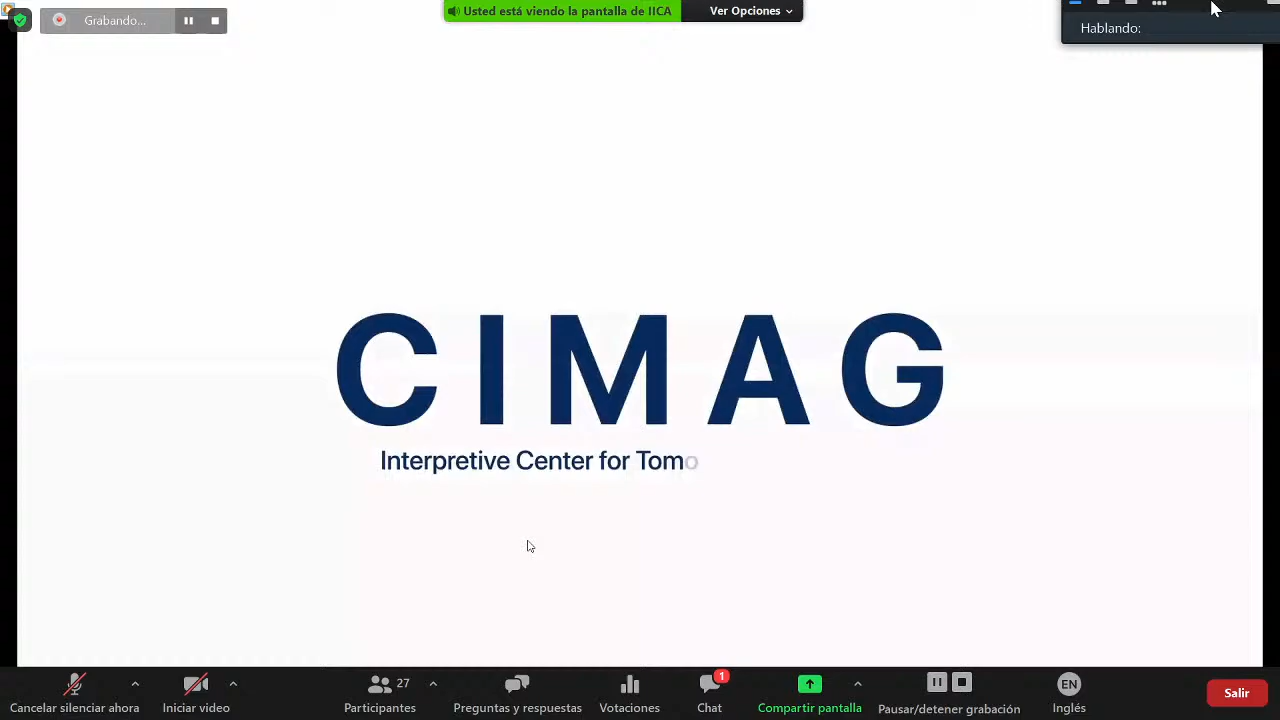 Grabando...
Usted está viendo la pantalla de IICA
Ver Opciones
Hablando:
CIMAG
Interpretive Center for Tomo
Cancelar silenciar ahora
Iniciar video
27
Participantes
Preguntas y respuestas
Votaciones
1
Chat
Compartir pantalla
Pausar/detener grabación
EN
Inglés
Salir